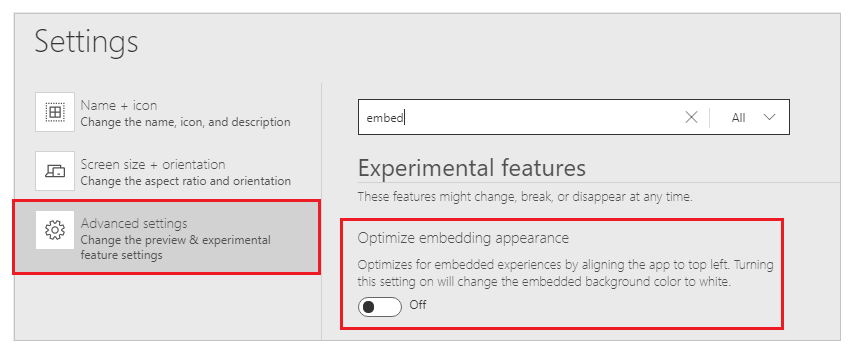 Settings
Name + icon
Change the name, icon, and description
Screen size + orientation
Change the aspect ratio and orientation
Advanced settings
Change the preview & experimental
feature settings
embed
All
Experimental features
These features might change, break, or disappear at any time.
Optimize embedding appearance
Optimizes for embedded experiences by aligning the app to top left. Turning
this setting on will change the embedded background color to white.
Off